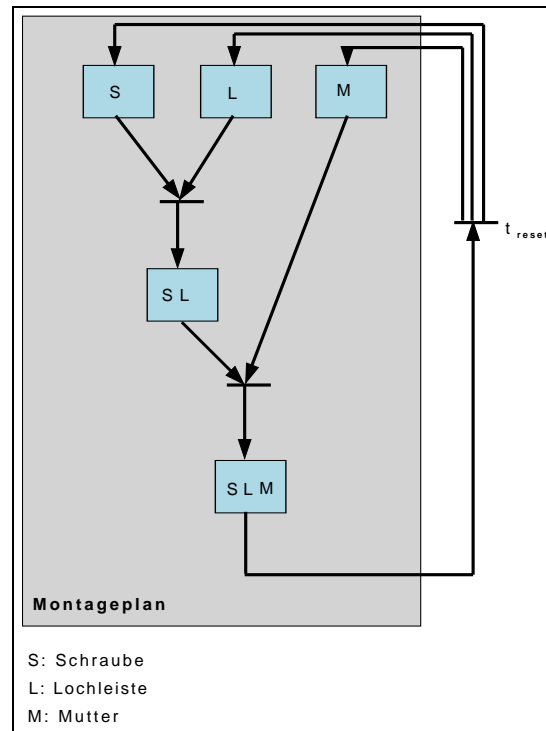 S L M
t reset
S L
S L M
Montageplan
S: Schraube
L: Lochleiste
M: Mutter